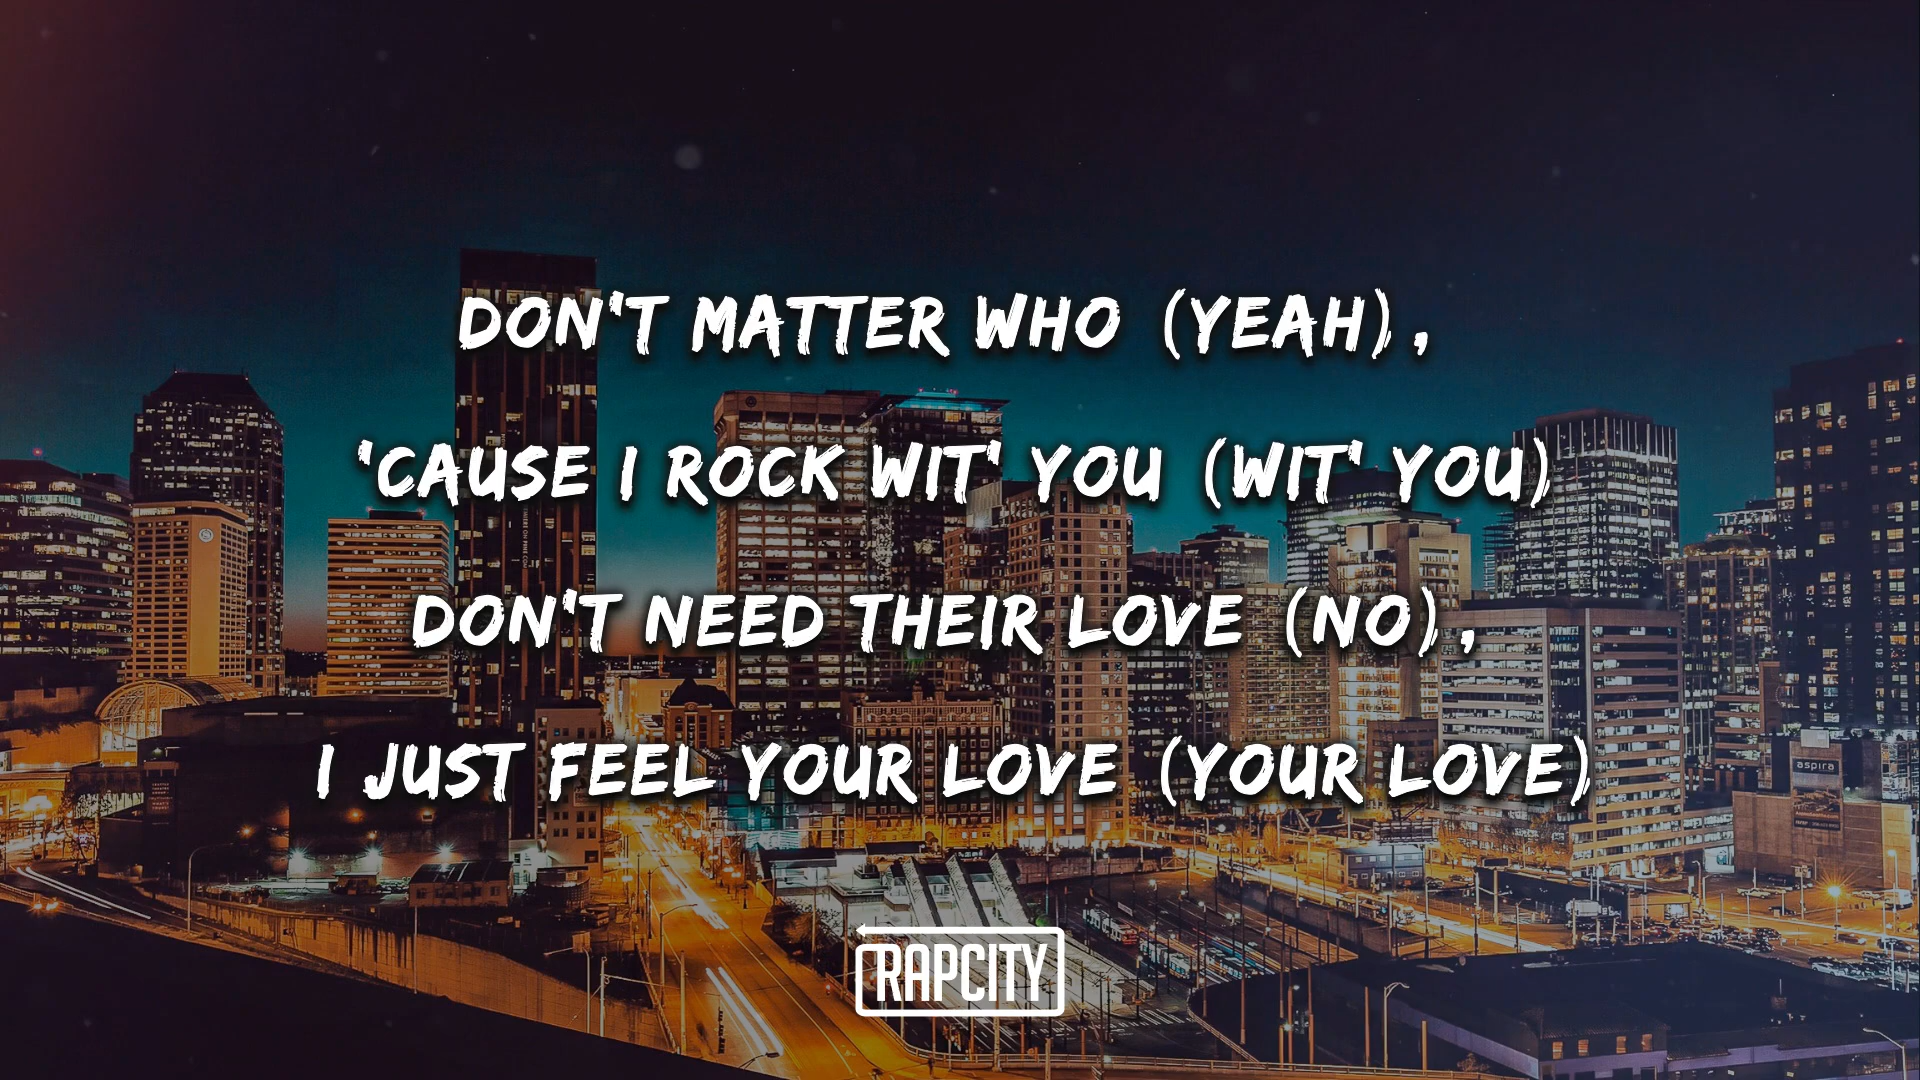 DON'T MATTER WHO (YEAH),
'CAUSE I ROCK WIT' YOU (WIT' YOU)
DON'T NEED THEIR LOVE (NO),
I JUST FEEL YOUR LOVE (YOUR LOVE)
aspira
RAPCITY